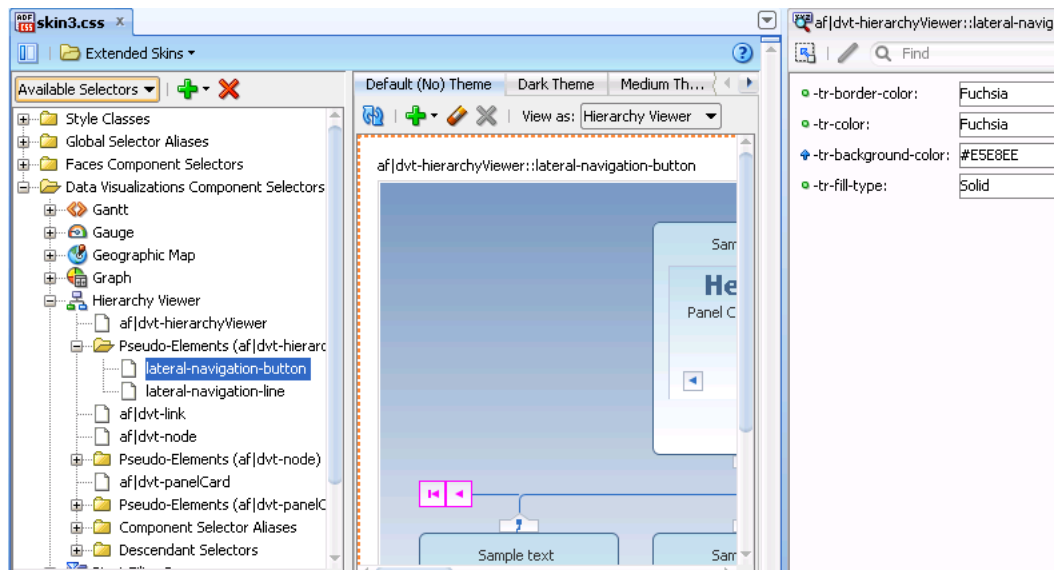 skin3.css x
Extended Skins
Available Selectors
Style Classes
Global Selector Aliases
Faces Component Selectors
Data Visualizations Component Selectors
Gantt
Gauge
Geographic Map
Graph
Hierarchy Viewer
af|dvt-hierarchyViewer
Pseudo-Elements (af|dvt-hierarc
lateral-navigation-button
lateral-navigation-line
af|dvt-link
af|dvt-node
Pseudo-Elements (af|dvt-node)
af|dvt-panelCard
Pseudo-Elements (af|dvt-panelC
Component Selector Aliases
Descendant Selectors
Default (No) Theme Dark Theme Medium Th...
View as: Hierarchy Viewer
af|dvt-hierarchyViewer::lateral-navigation-button
Sam
He
Panel C
Sample text Sam
af|dvt-hierarchyViewer::lateral-navig
Find
-tr-border-color: Fuchsia
-tr-color: Fuchsia
-tr-background-color: #E5E8EE
-tr-fill-type: Solid